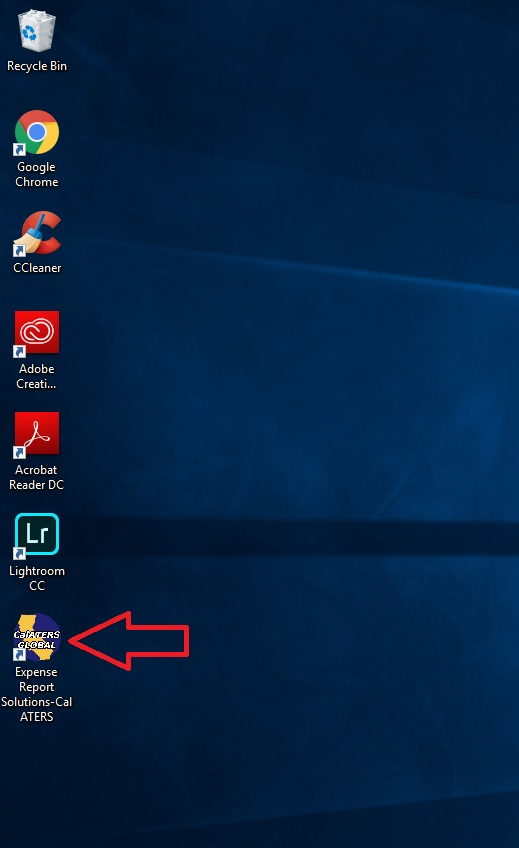 Recycle Bin
Google
Chrome
CCleaner
Adobe
Creati...
Acrobat
Reader DC
Lr
Lightroom
CC
CalATERS
GLOBAL
Expense
Report
Solutions-Cal
ATERS